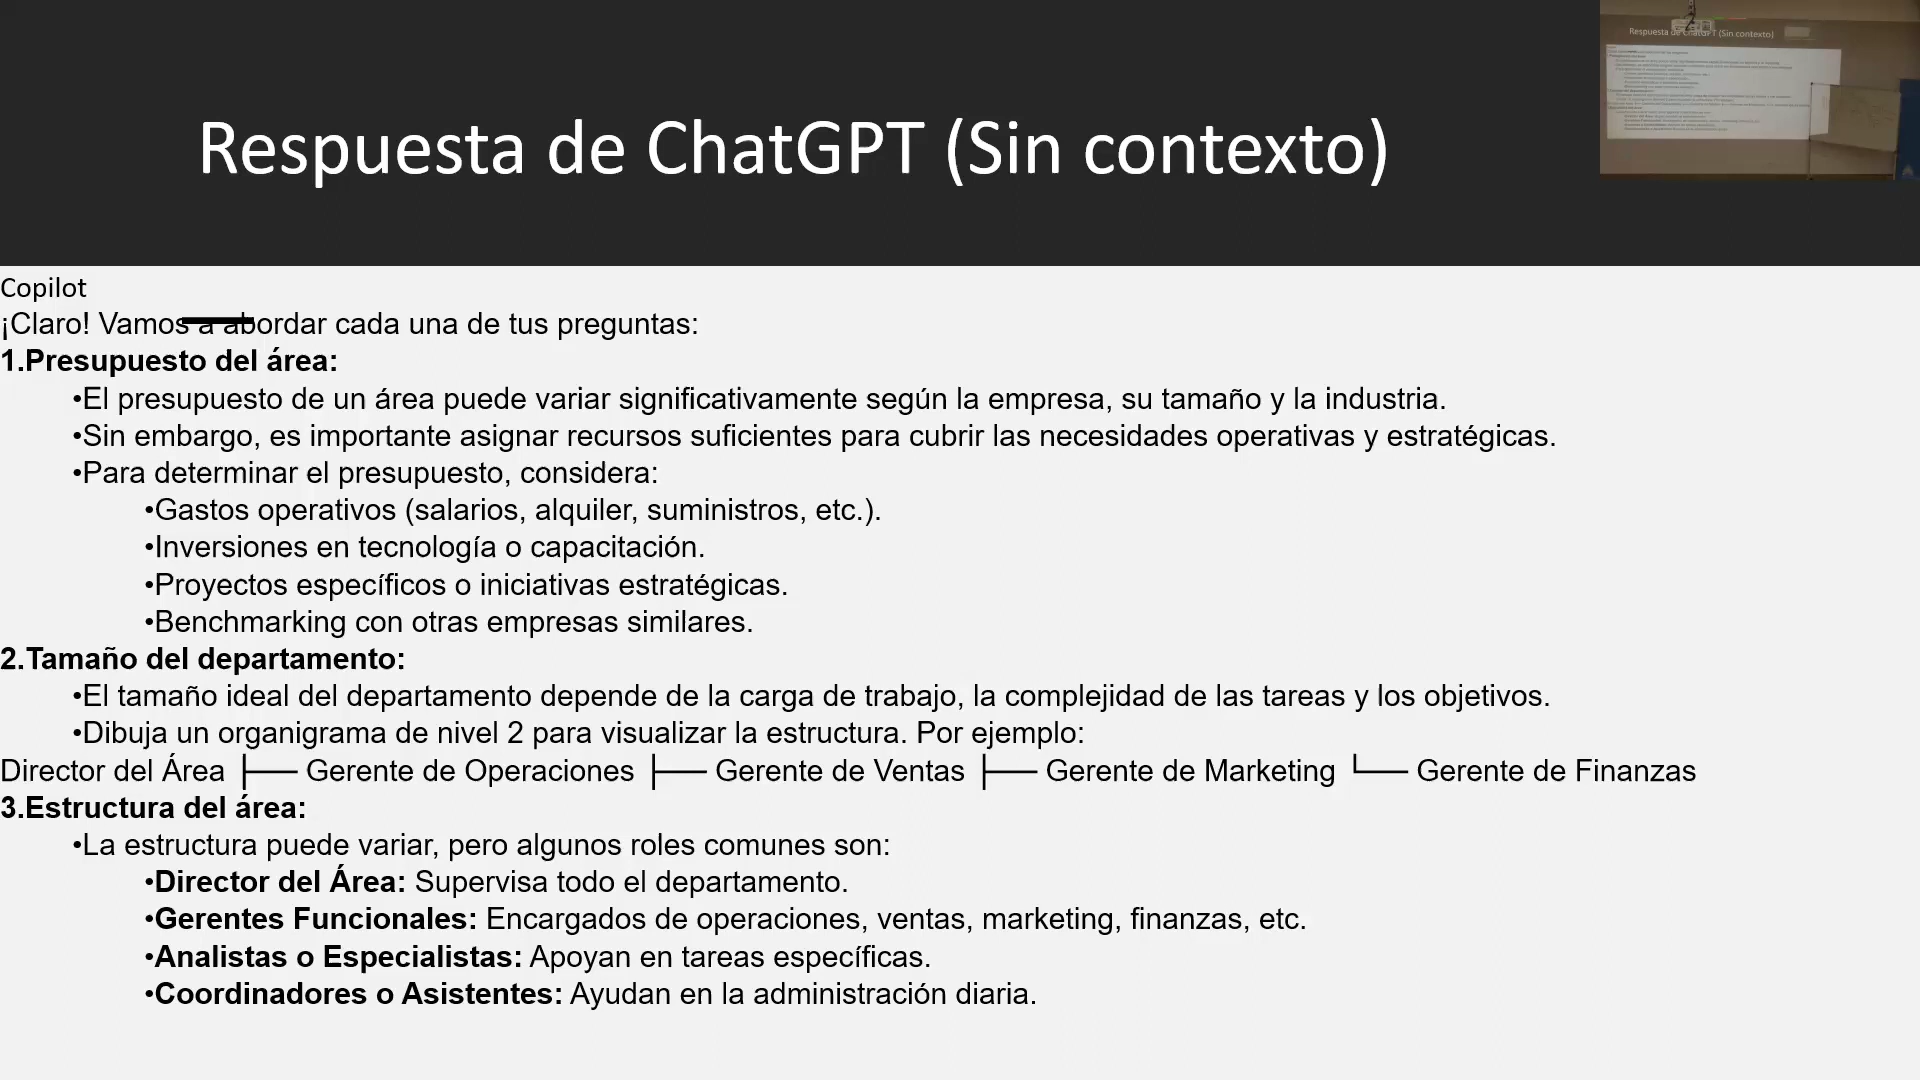 Respuesta de ChatGPT (Sin contexto)
Respuesta de ChatGPT (Sin contexto)
Copilot
¡Claro! Vamos a abordar cada una de tus preguntas:
1.Presupuesto del área:
•El presupuesto de un área puede variar significativamente según la empresa, su tamaño y la industria.
•Sin embargo, es importante asignar recursos suficientes para cubrir las necesidades operativas y estratégicas.
•Para determinar el presupuesto, considera:
•Gastos operativos (salarios, alquiler, suministros, etc.).
•Inversiones en tecnología o capacitación.
•Proyectos específicos o iniciativas estratégicas.
•Benchmarking con otras empresas similares.
2.Tamaño del departamento:
•El tamaño ideal del departamento depende de la carga de trabajo, la complejidad de las tareas y los objetivos.
•Dibuja un organigrama de nivel 2 para visualizar la estructura. Por ejemplo:
Director del Área ├── Gerente de Operaciones ├── Gerente de Ventas ├── Gerente de Marketing └── Gerente de Finanzas
3.Estructura del área:
•La estructura puede variar, pero algunos roles comunes son:
•Director del Área: Supervisa todo el departamento.
•Gerentes Funcionales: Encargados de operaciones, ventas, marketing, finanzas, etc.
•Analistas o Especialistas: Apoyan en tareas específicas.
•Coordinadores o Asistentes: Ayudan en la administración diaria.